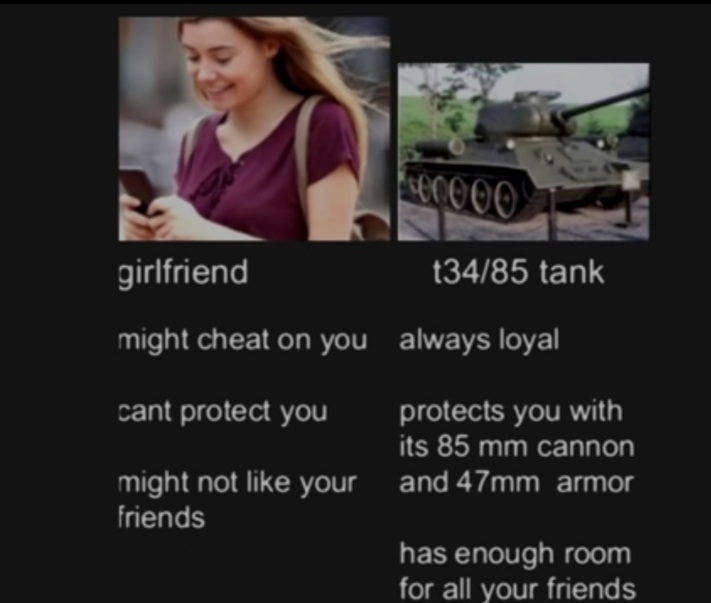 girlfriend
might cheat on you
cant protect you
might not like your
friends
t34/85 tank
always loyal
protects you with
its 85 mm cannon
and 47mm armor
has enough room
for all your friends